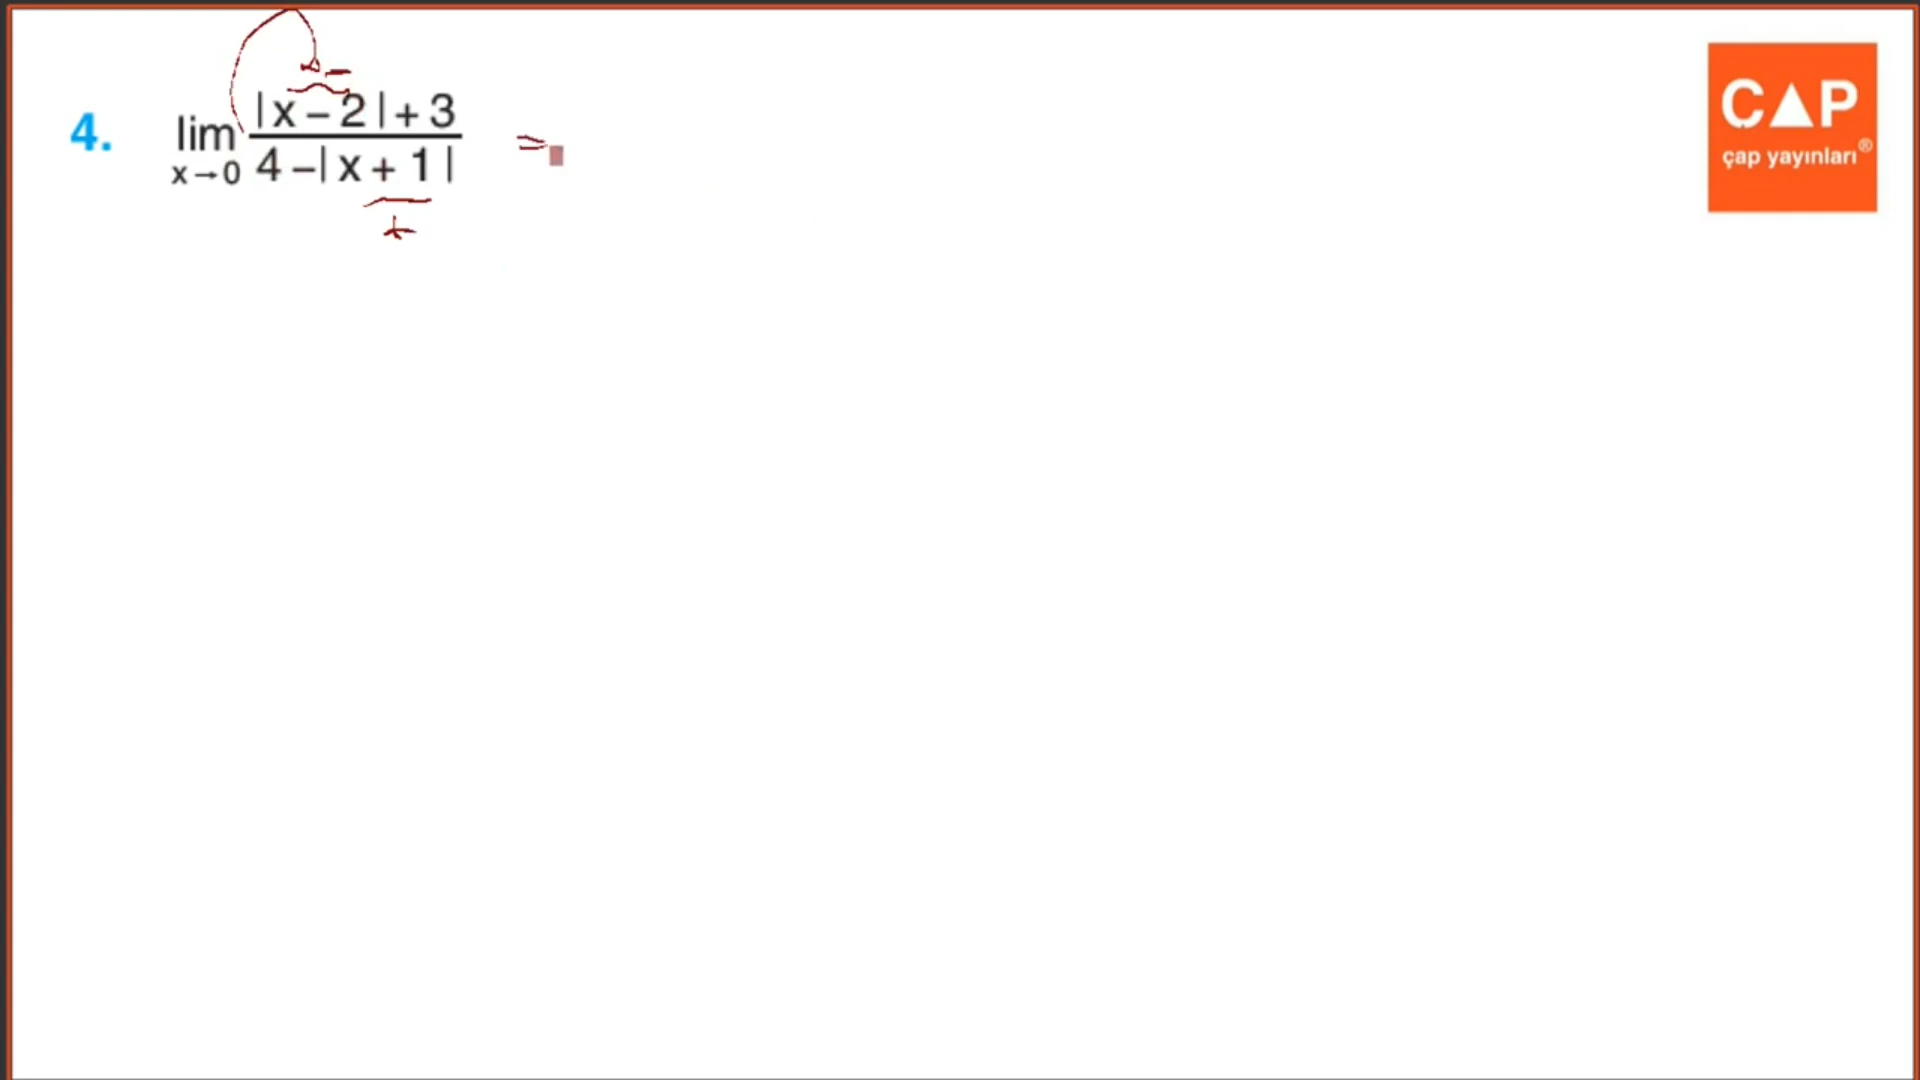 4. lim x→0 |x − 2| + 3 / 4 − |x + 1| =
−
+
ÇAP
çap yayınları®